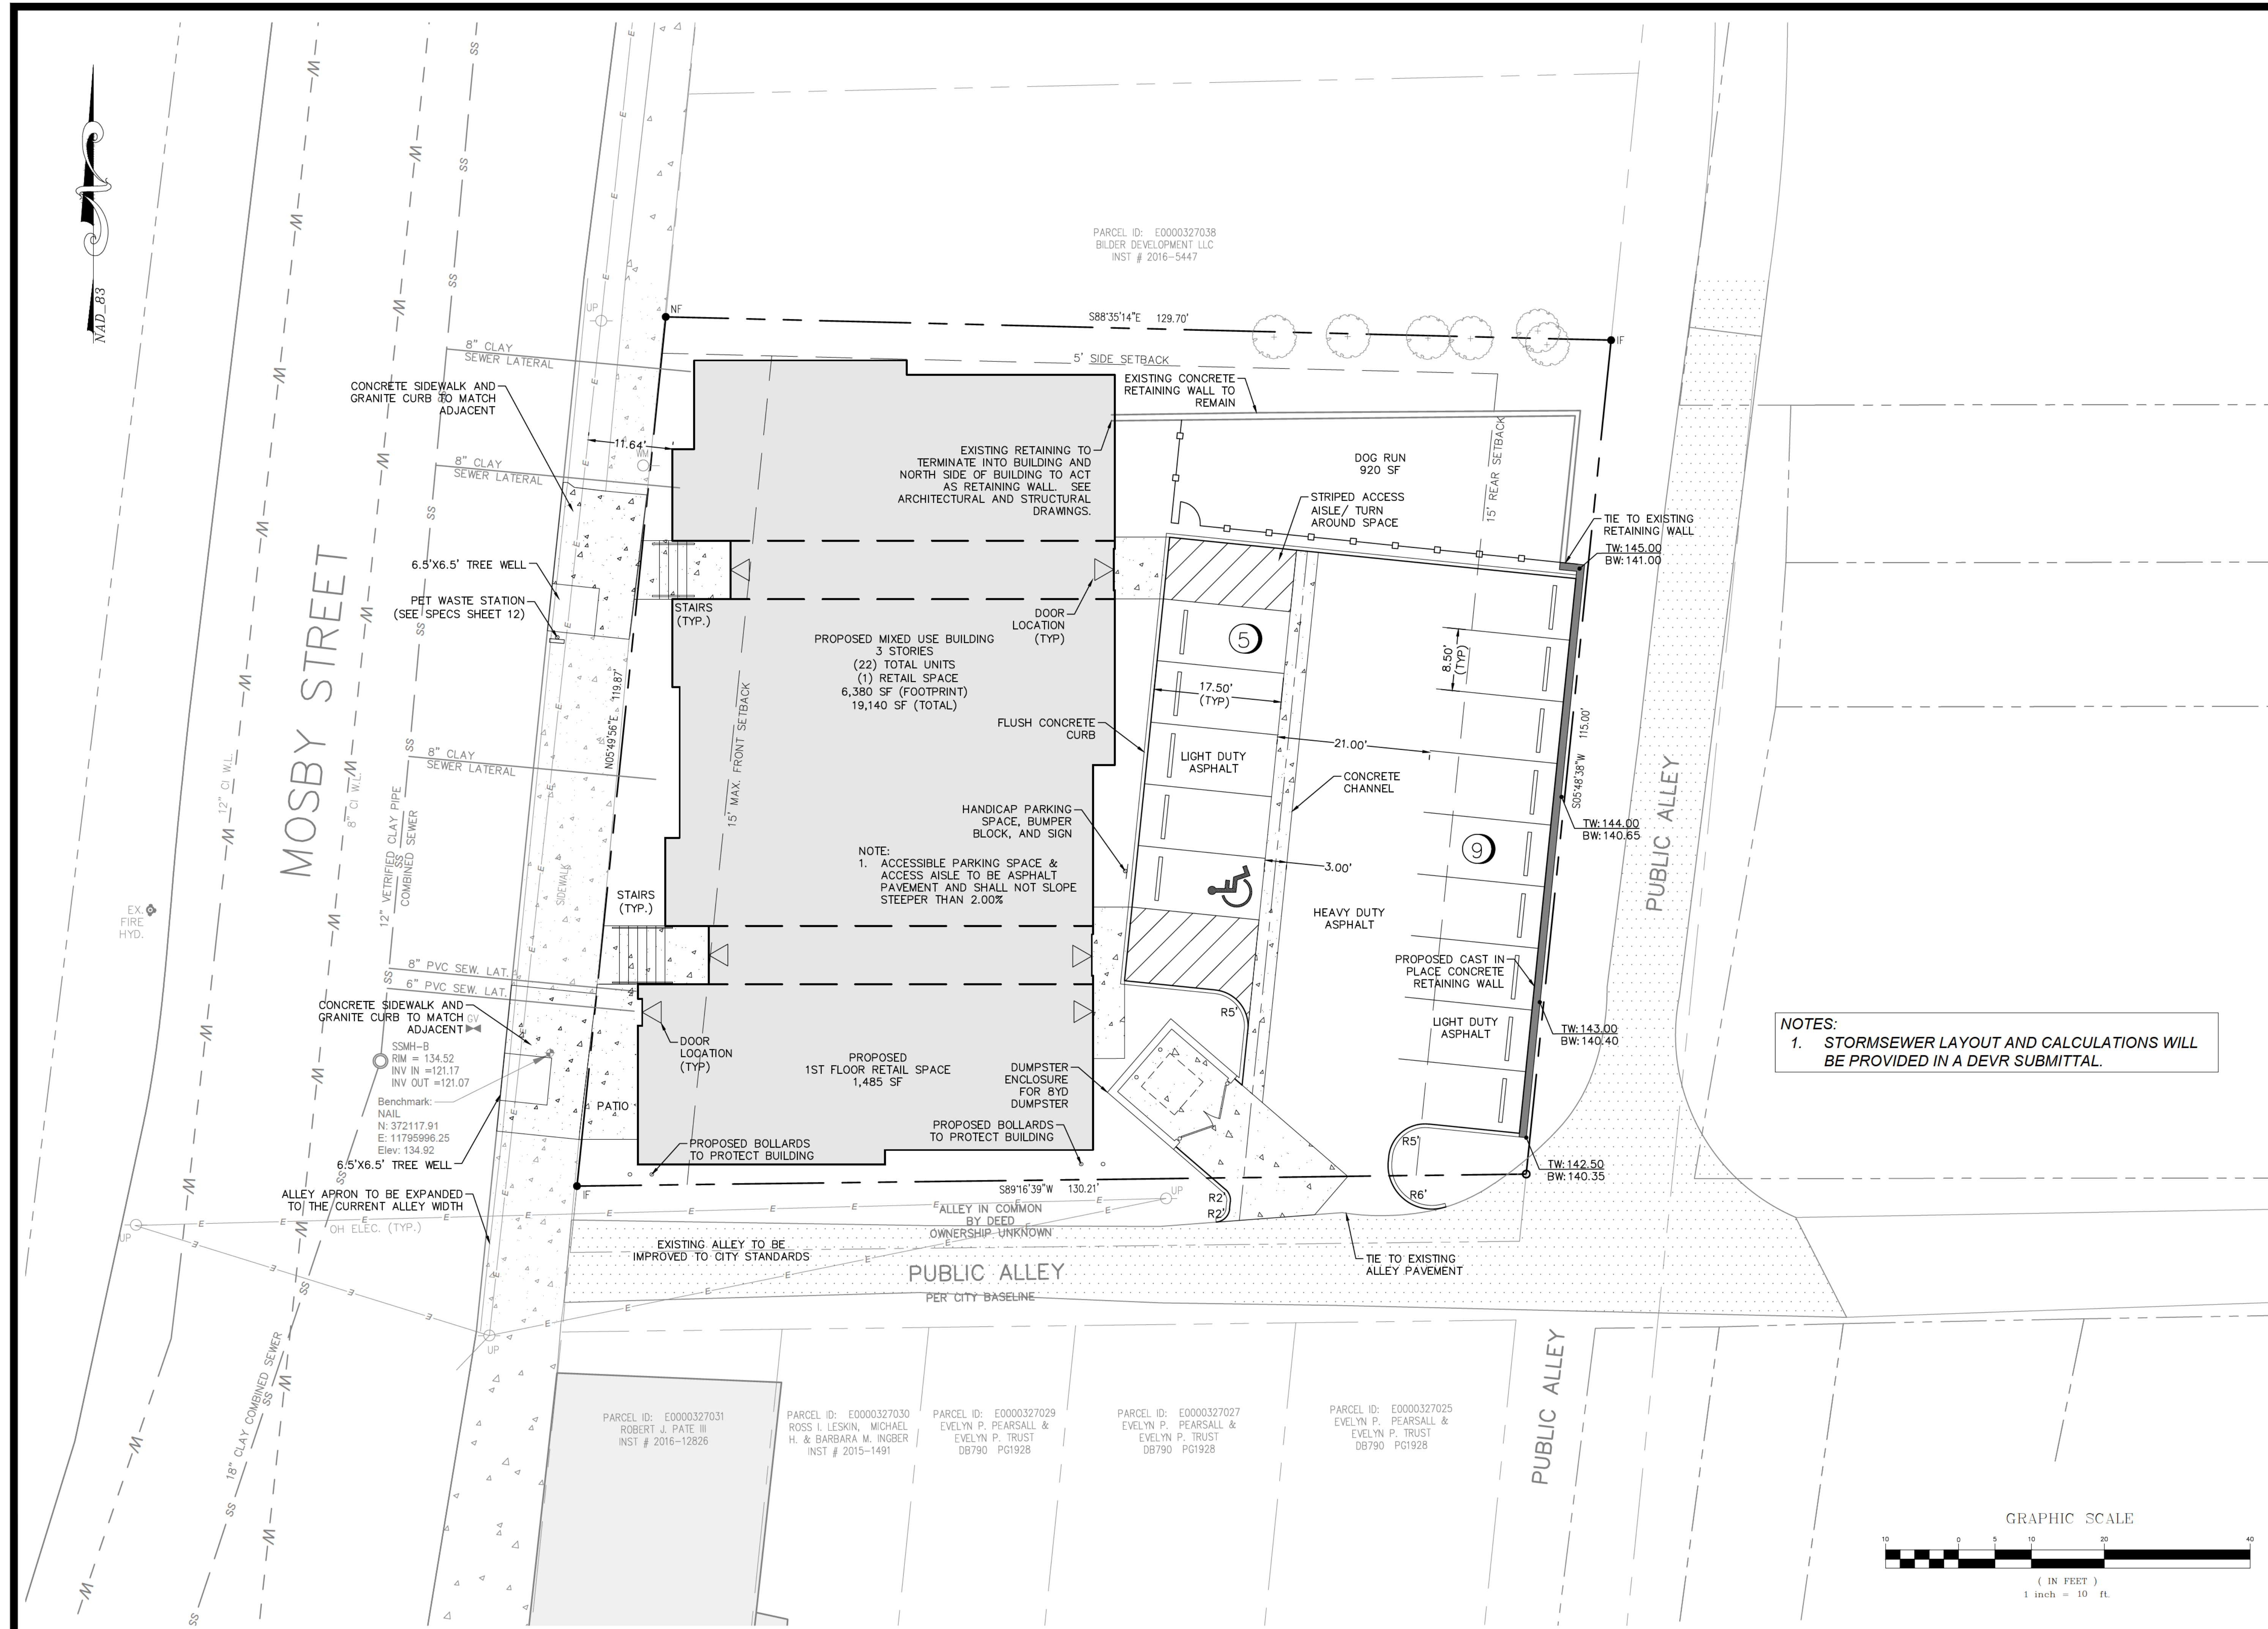 NAD_83
MOSBY STREET
12" CI W.L.
8" CI W.L.
12" VETRIFIED CLAY PIPE
COMBINED SEWER
18" CLAY COMBINED SEWER
EX.
FIRE
HYD.
UP
NF
S88°35'14"E 129.70'
IF
PARCEL ID: E0000327038
BILDER DEVELOPMENT LLC
INST # 2016-5447
8" CLAY
SEWER LATERAL
CONCRETE SIDEWALK AND
GRANITE CURB TO MATCH
ADJACENT
5' SIDE SETBACK
EXISTING CONCRETE
RETAINING WALL TO
REMAIN
11.64'
WM
8" CLAY
SEWER LATERAL
EXISTING RETAINING TO
TERMINATE INTO BUILDING AND
NORTH SIDE OF BUILDING TO ACT
AS RETAINING WALL. SEE
ARCHITECTURAL AND STRUCTURAL
DRAWINGS.
DOG RUN
920 SF
15' REAR SETBACK
STRIPED ACCESS
AISLE/ TURN
AROUND SPACE
TIE TO EXISTING
RETAINING WALL
TW: 145.00
BW: 141.00
6.5'X6.5' TREE WELL
PET WASTE STATION
(SEE SPECS SHEET 12)
STAIRS
(TYP.)
DOOR
LOCATION
(TYP)
PROPOSED MIXED USE BUILDING
3 STORIES
(22) TOTAL UNITS
(1) RETAIL SPACE
6,380 SF (FOOTPRINT)
19,140 SF (TOTAL)
N05°49'56"E 119.87'
15' MAX. FRONT SETBACK
5
8.50'
(TYP)
17.50'
(TYP)
FLUSH CONCRETE
CURB
21.00'
LIGHT DUTY
ASPHALT
CONCRETE
CHANNEL
S05°48'38"W 115.00'
PUBLIC ALLEY
8" CLAY
SEWER LATERAL
HANDICAP PARKING
SPACE, BUMPER
BLOCK, AND SIGN
TW: 144.00
BW: 140.65
NOTE:
1. ACCESSIBLE PARKING SPACE &
ACCESS AISLE TO BE ASPHALT
PAVEMENT AND SHALL NOT SLOPE
STEEPER THAN 2.00%
9
3.00'
SIDEWALK
STAIRS
(TYP.)
HEAVY DUTY
ASPHALT
PROPOSED CAST IN
PLACE CONCRETE
RETAINING WALL
8" PVC SEW. LAT.
6" PVC SEW. LAT.
CONCRETE SIDEWALK AND
GRANITE CURB TO MATCH
ADJACENT
GV
SSMH-B
RIM = 134.52
INV IN =121.17
INV OUT =121.07
Benchmark:
NAIL
N: 372117.91
E: 11795996.25
Elev: 134.92
6.5'X6.5' TREE WELL
DOOR
LOCATION
(TYP)
PROPOSED
1ST FLOOR RETAIL SPACE
1,485 SF
R5'
LIGHT DUTY
ASPHALT
TW: 143.00
BW: 140.40
NOTES:
1. STORMSEWER LAYOUT AND CALCULATIONS WILL
BE PROVIDED IN A DEVR SUBMITTAL.
DUMPSTER
ENCLOSURE
FOR 8YD
DUMPSTER
PATIO
PROPOSED BOLLARDS
TO PROTECT BUILDING
PROPOSED BOLLARDS
TO PROTECT BUILDING
R5'
R6'
TW: 142.50
BW: 140.35
ALLEY APRON TO BE EXPANDED
TO THE CURRENT ALLEY WIDTH
IF
S89°16'39"W 130.21'
UP
R2'
R2'
ALLEY IN COMMON
BY DEED
OWNERSHIP UNKNOWN
UP
OH ELEC. (TYP.)
EXISTING ALLEY TO BE
IMPROVED TO CITY STANDARDS
PUBLIC ALLEY
PER CITY BASELINE
TIE TO EXISTING
ALLEY PAVEMENT
UP
PUBLIC ALLEY
PARCEL ID: E0000327031
ROBERT J. PATE III
INST # 2016-12826
PARCEL ID: E0000327030
ROSS I. LESKIN, MICHAEL
H. & BARBARA M. INGBER
INST # 2015-1491
PARCEL ID: E0000327029
EVELYN P. PEARSALL &
EVELYN P. TRUST
DB790 PG1928
PARCEL ID: E0000327027
EVELYN P. PEARSALL &
EVELYN P. TRUST
DB790 PG1928
PARCEL ID: E0000327025
EVELYN P. PEARSALL &
EVELYN P. TRUST
DB790 PG1928
GRAPHIC SCALE
10 0 5 10 20 40
( IN FEET )
1 inch = 10 ft.